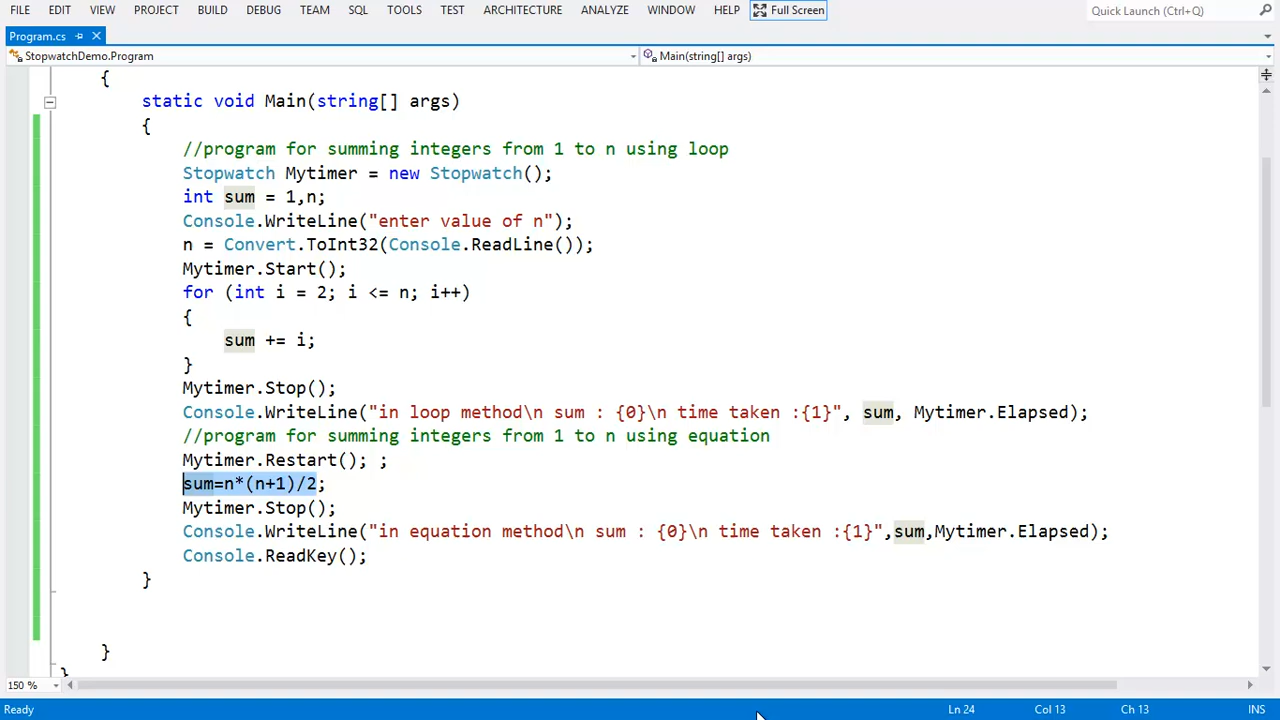 FILE EDIT VIEW PROJECT BUILD DEBUG TEAM SQL TOOLS TEST ARCHITECTURE ANALYZE WINDOW HELP Full Screen Quick Launch (Ctrl+Q)
Program.cs
StopwatchDemo.Program Main(string[] args)
{
static void Main(string[] args)
{
//program for summing integers from 1 to n using loop
Stopwatch Mytimer = new Stopwatch();
int sum = 1,n;
Console.WriteLine("enter value of n");
n = Convert.ToInt32(Console.ReadLine());
Mytimer.Start();
for (int i = 2; i <= n; i++)
{
sum += i;
}
Mytimer.Stop();
Console.WriteLine("in loop method\n sum : {0}\n time taken :{1}", sum, Mytimer.Elapsed);
//program for summing integers from 1 to n using equation
Mytimer.Restart(); ;
sum=n*(n+1)/2;
Mytimer.Stop();
Console.WriteLine("in equation method\n sum : {0}\n time taken :{1}",sum,Mytimer.Elapsed);
Console.ReadKey();
}
}
}
150 %
Ready Ln 24 Col 13 Ch 13 INS